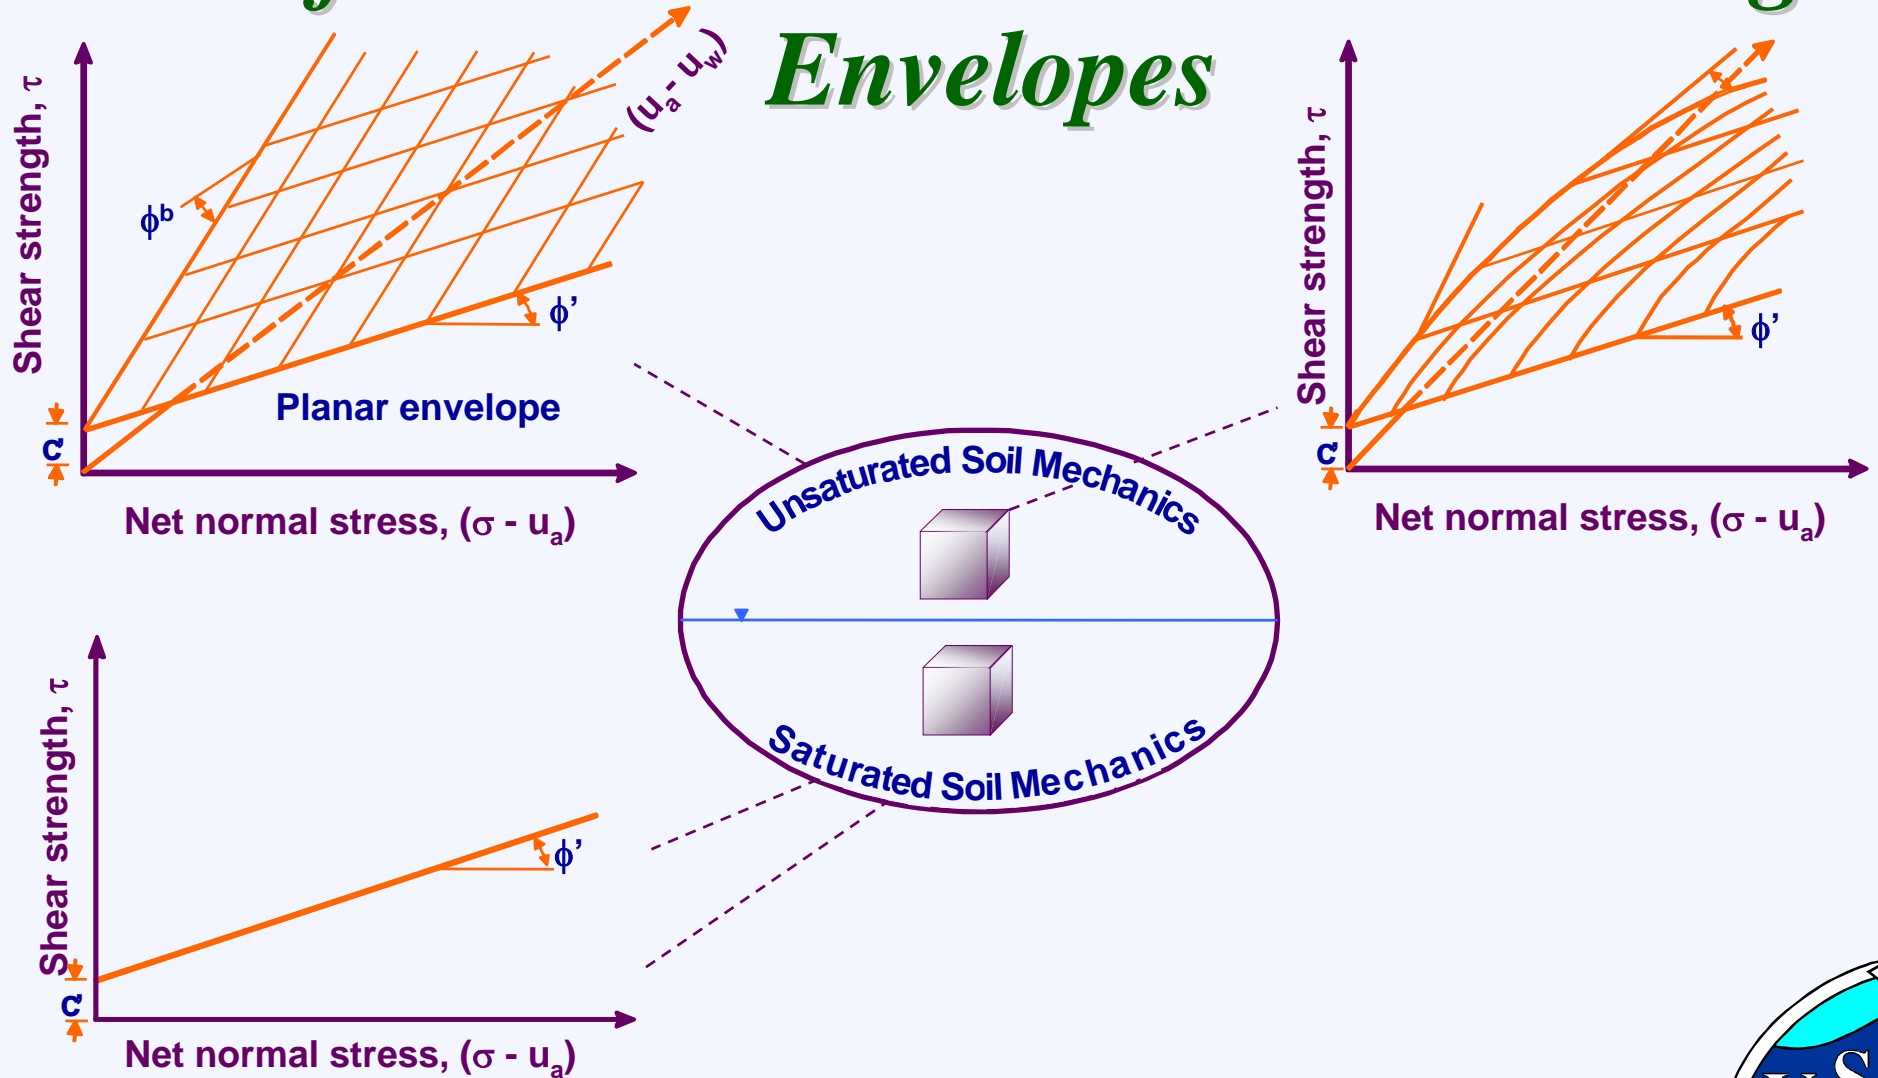 Envelopes
Shear strength, τ
(ua - uw)
ϕb
ϕ’
Planar envelope
c’
Net normal stress, (σ - ua)
Shear strength, τ
ϕ’
c’
Net normal stress, (σ - ua)
Unsaturated Soil Mechanics
Saturated Soil Mechanics
Shear strength, τ
ϕ’
c’
Net normal stress, (σ - ua)